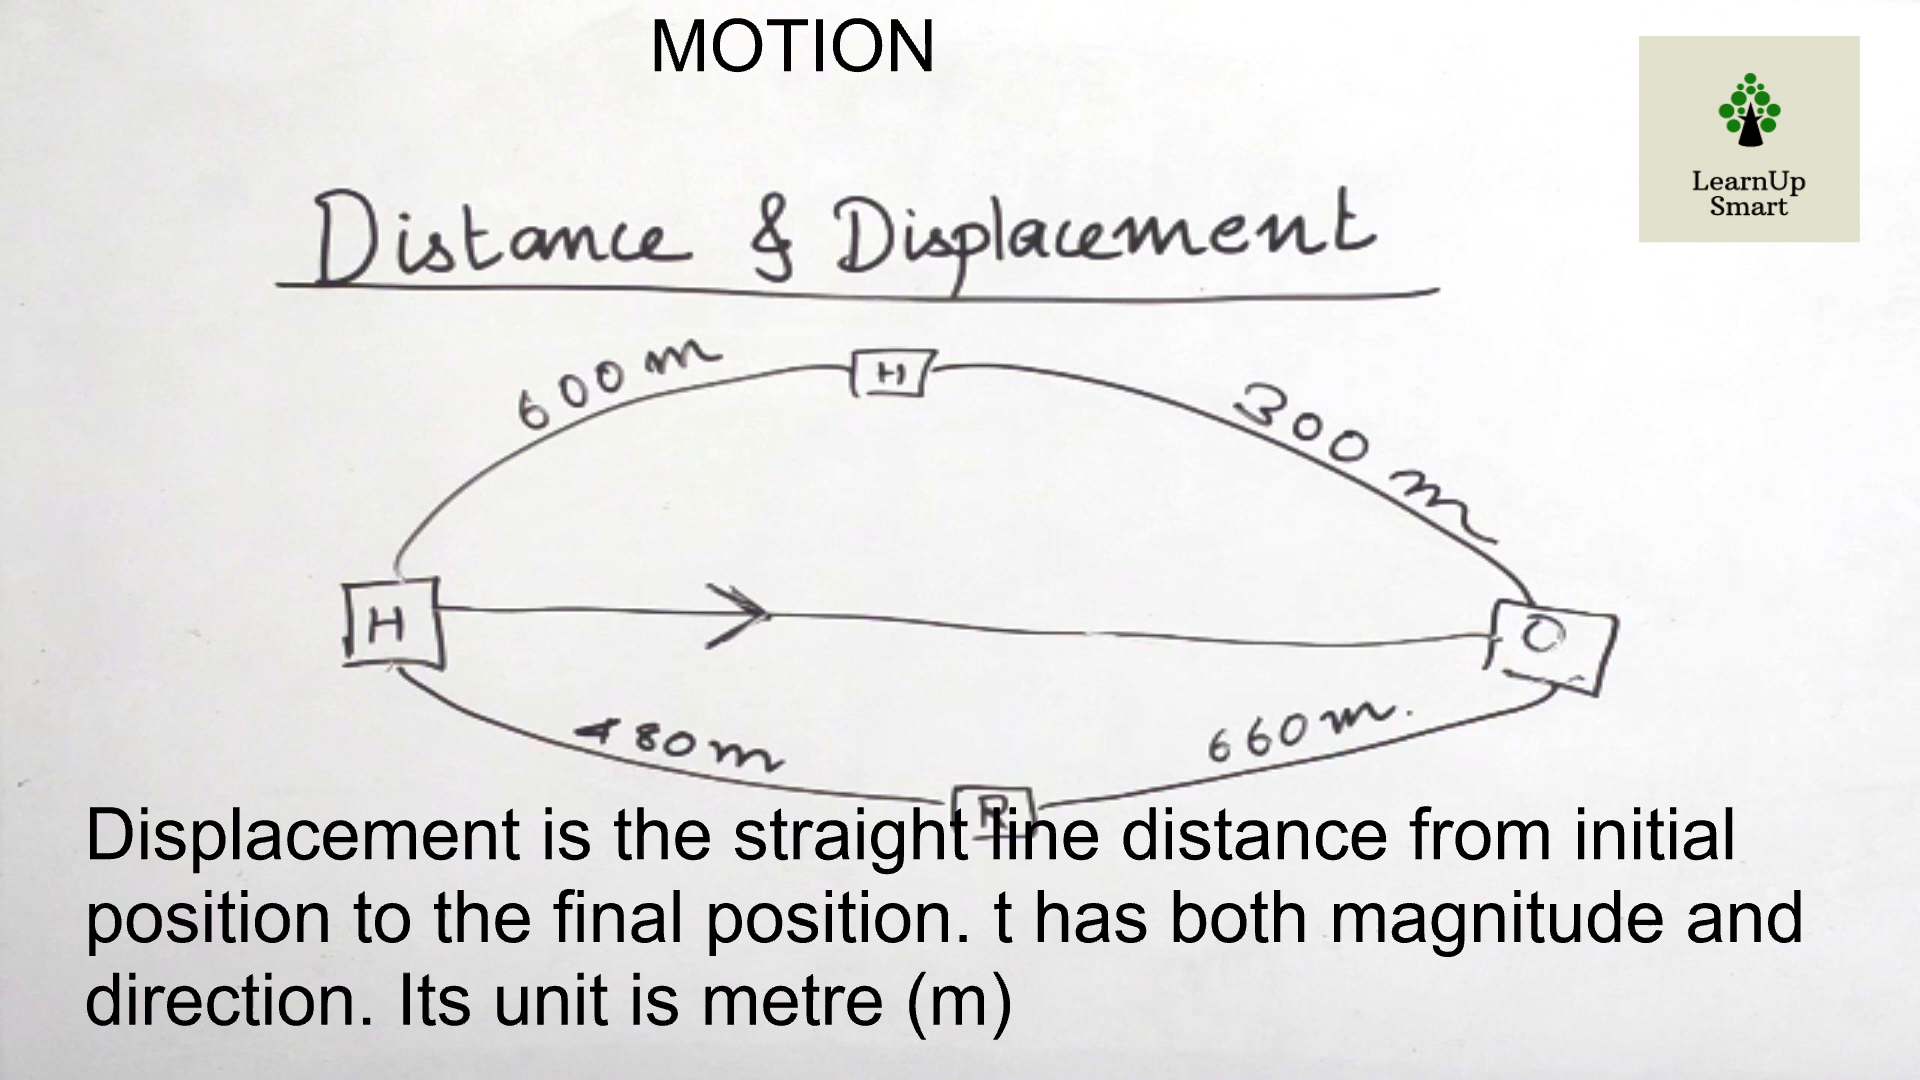 MOTION
LearnUp
Smart
Distance & Displacement
600 m
H
300 m
H
O
480 m
660 m.
R
Displacement is the straight line distance from initial
position to the final position. t has both magnitude and
direction. Its unit is metre (m)